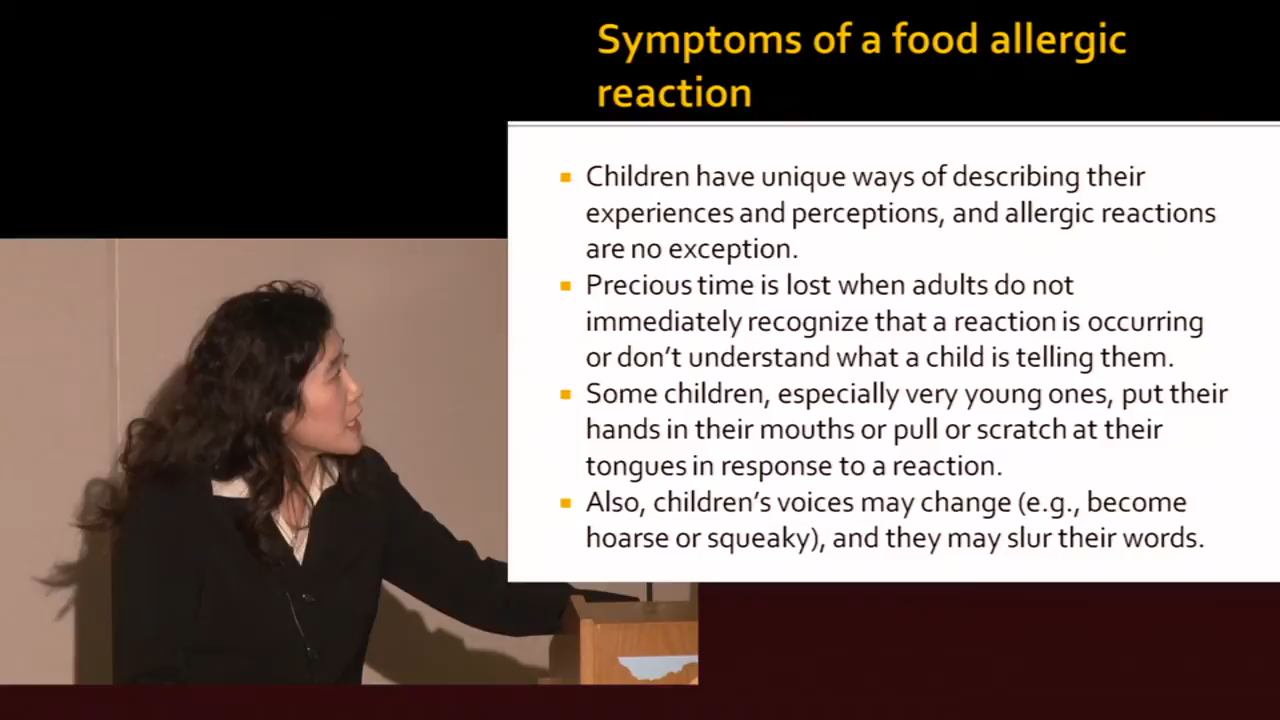 Symptoms of a food allergic
reaction
Children have unique ways of describing their
experiences and perceptions, and allergic reactions
are no exception.
Precious time is lost when adults do not
immediately recognize that a reaction is occurring
or don't understand what a child is telling them.
Some children, especially very young ones, put their
hands in their mouths or pull or scratch at their
tongues in response to a reaction.
Also, children's voices may change (e.g., become
hoarse or squeaky), and they may slur their words.